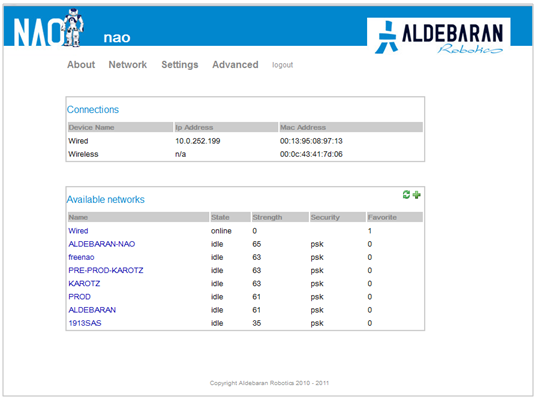 NAO nao ALDEBARAN Robotics
About Network Settings Advanced logout
Connections
Device Name Ip Address Mac Address
Wired 10.0.252.199 00:13:95:08:97:13
Wireless n/a 00:0c:43:41:7d:06
Available networks
Name State Strength Security Favorite
Wired online 0 1
ALDEBARAN-NAO idle 65 psk 0
freenao idle 63 psk 0
PRE-PROD-KAROTZ idle 63 psk 0
KAROTZ idle 63 psk 0
PROD idle 61 psk 0
ALDEBARAN idle 61 psk 0
1913SAS idle 35 psk 0
Copyright Aldebaran Robotics 2010 - 2011